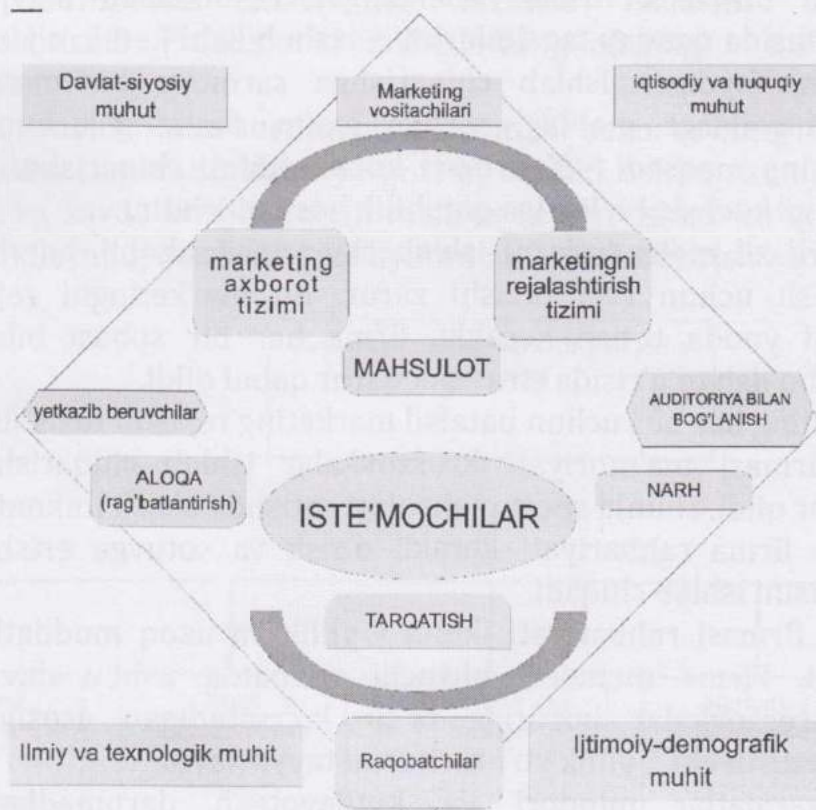 Davlat-siyosiy
muhut
Marketing
vositachilari
iqtisodiy va huquqiy
muhut
marketing
axborot
tizimi
marketingni
rejalashtirish
tizimi
MAHSULOT
yetkazib beruvchilar
AUDITORIYA BILAN
BOG'LANISH
ALOQA
(rag'batlantirish)
NARH
ISTE'MOCHILAR
TARQATISH
Ilmiy va texnologik muhit
Raqobatchilar
Ijtimoiy-demografik
muhit